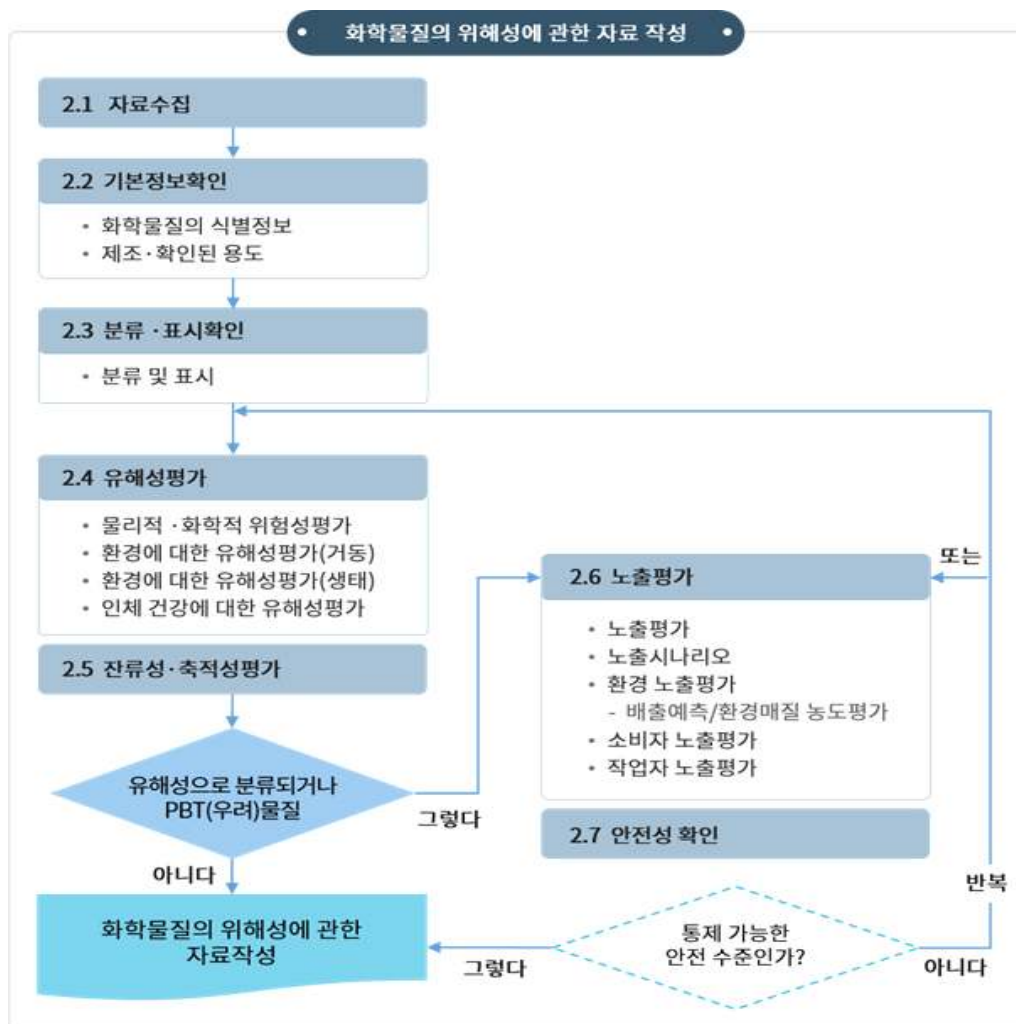 화학물질의 위해성에 관한 자료 작성
2.1 자료수집
2.2 기본정보확인
• 화학물질의 식별정보
• 제조·확인된 용도
2.3 분류 ·표시확인
• 분류 및 표시
2.4 유해성평가
• 물리적 ·화학적 위험성평가
• 환경에 대한 유해성평가(거동)
• 환경에 대한 유해성평가(생태)
• 인체 건강에 대한 유해성평가
2.5 잔류성·축적성평가
유해성으로 분류되거나
PBT(우려)물질
그렇다
아니다
또는
2.6 노출평가
• 노출평가
• 노출시나리오
• 환경 노출평가
- 배출예측/환경매질 농도평가
• 소비자 노출평가
• 작업자 노출평가
2.7 안전성 확인
반복
통제 가능한
안전 수준인가?
그렇다
아니다
화학물질의 위해성에 관한
자료작성